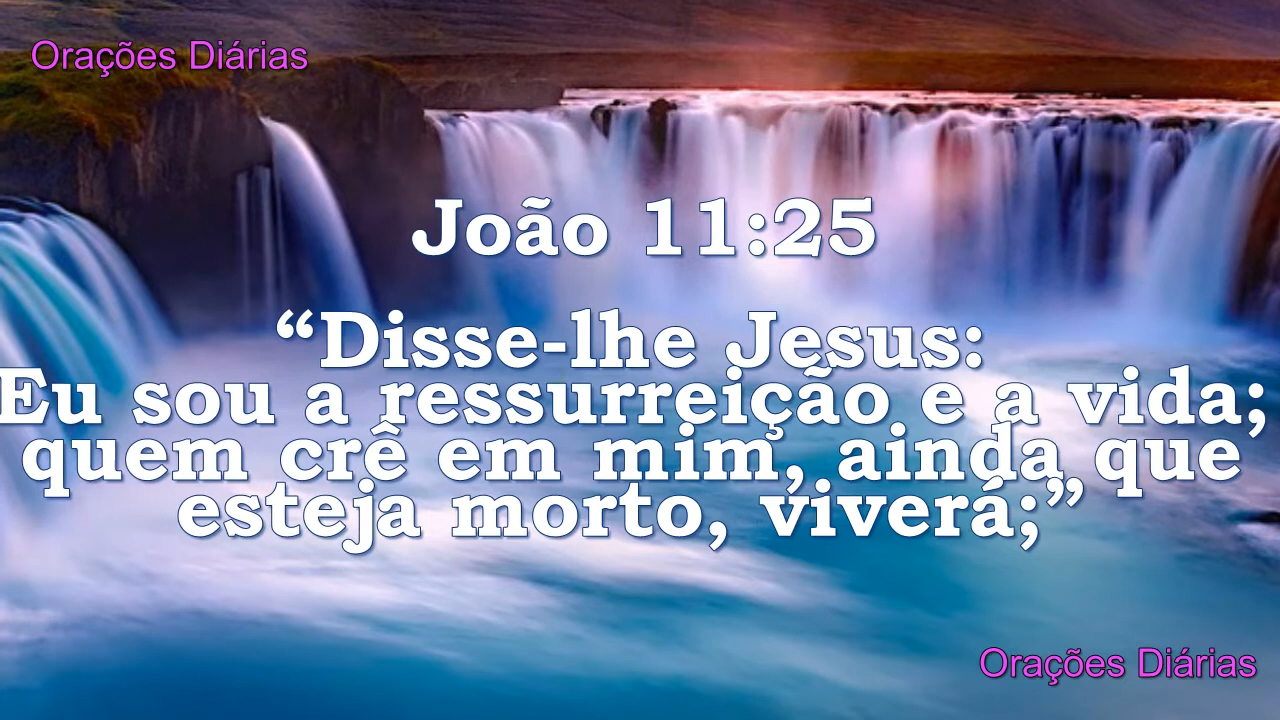 Orações Diárias
João 11:25
“Disse-lhe Jesus:
Eu sou a ressurreição e a vida;
quem crê em mim, ainda que
esteja morto, viverá;”
Orações Diárias